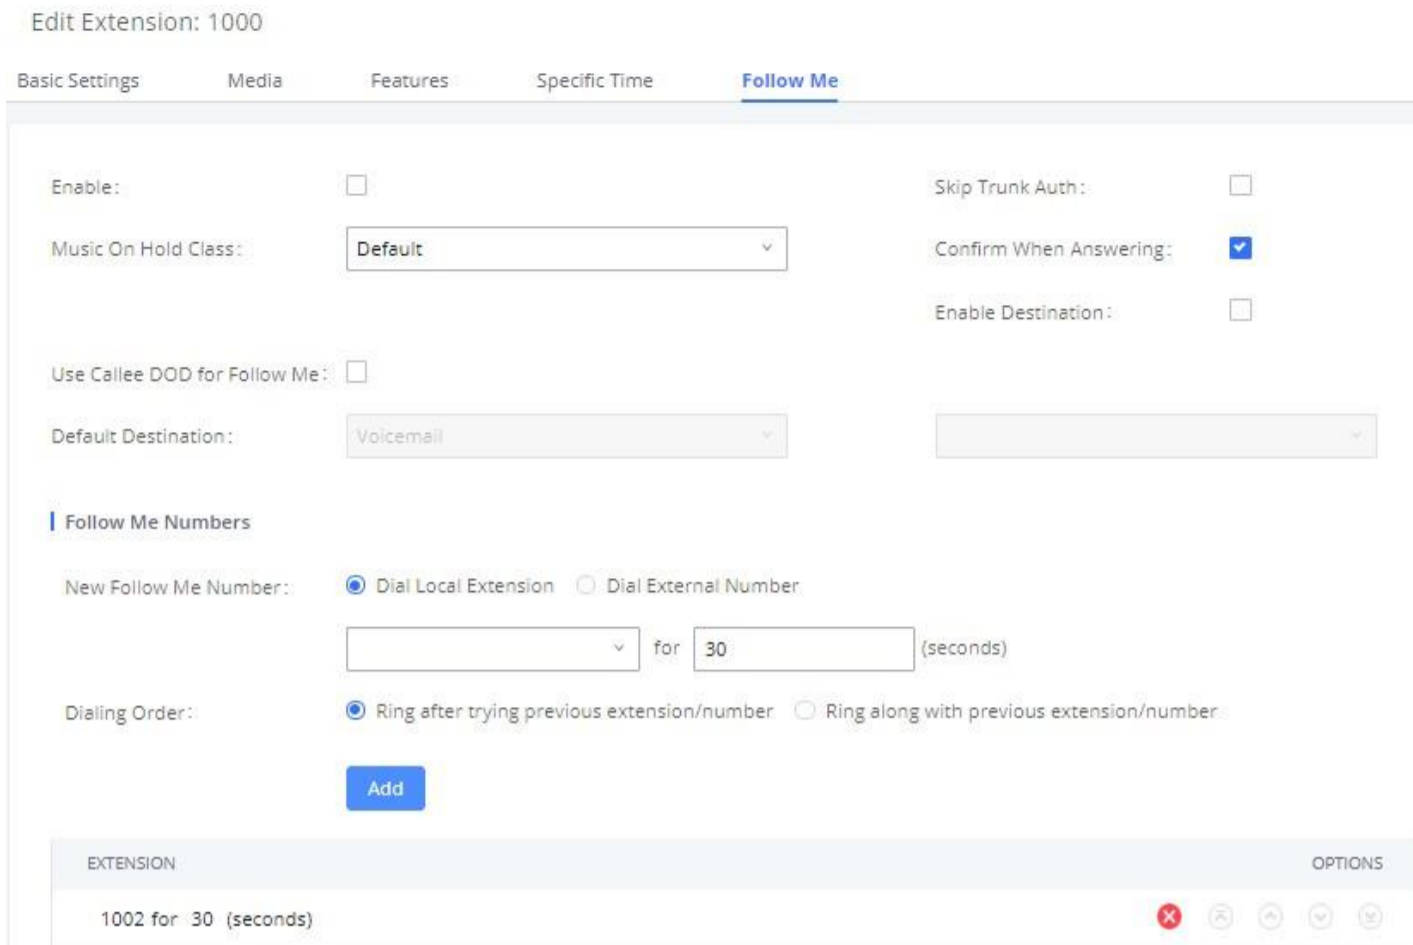 Edit Extension: 1000
Basic Settings Media Features Specific Time Follow Me
Enable: Skip Trunk Auth:
Music On Hold Class: Default Confirm When Answering:
Enable Destination:
Use Callee DOD for Follow Me:
Default Destination: Voicemail
Follow Me Numbers
New Follow Me Number: Dial Local Extension Dial External Number
for 30 (seconds)
Dialing Order: Ring after trying previous extension/number Ring along with previous extension/number
Add
EXTENSION OPTIONS
1002 for 30 (seconds)